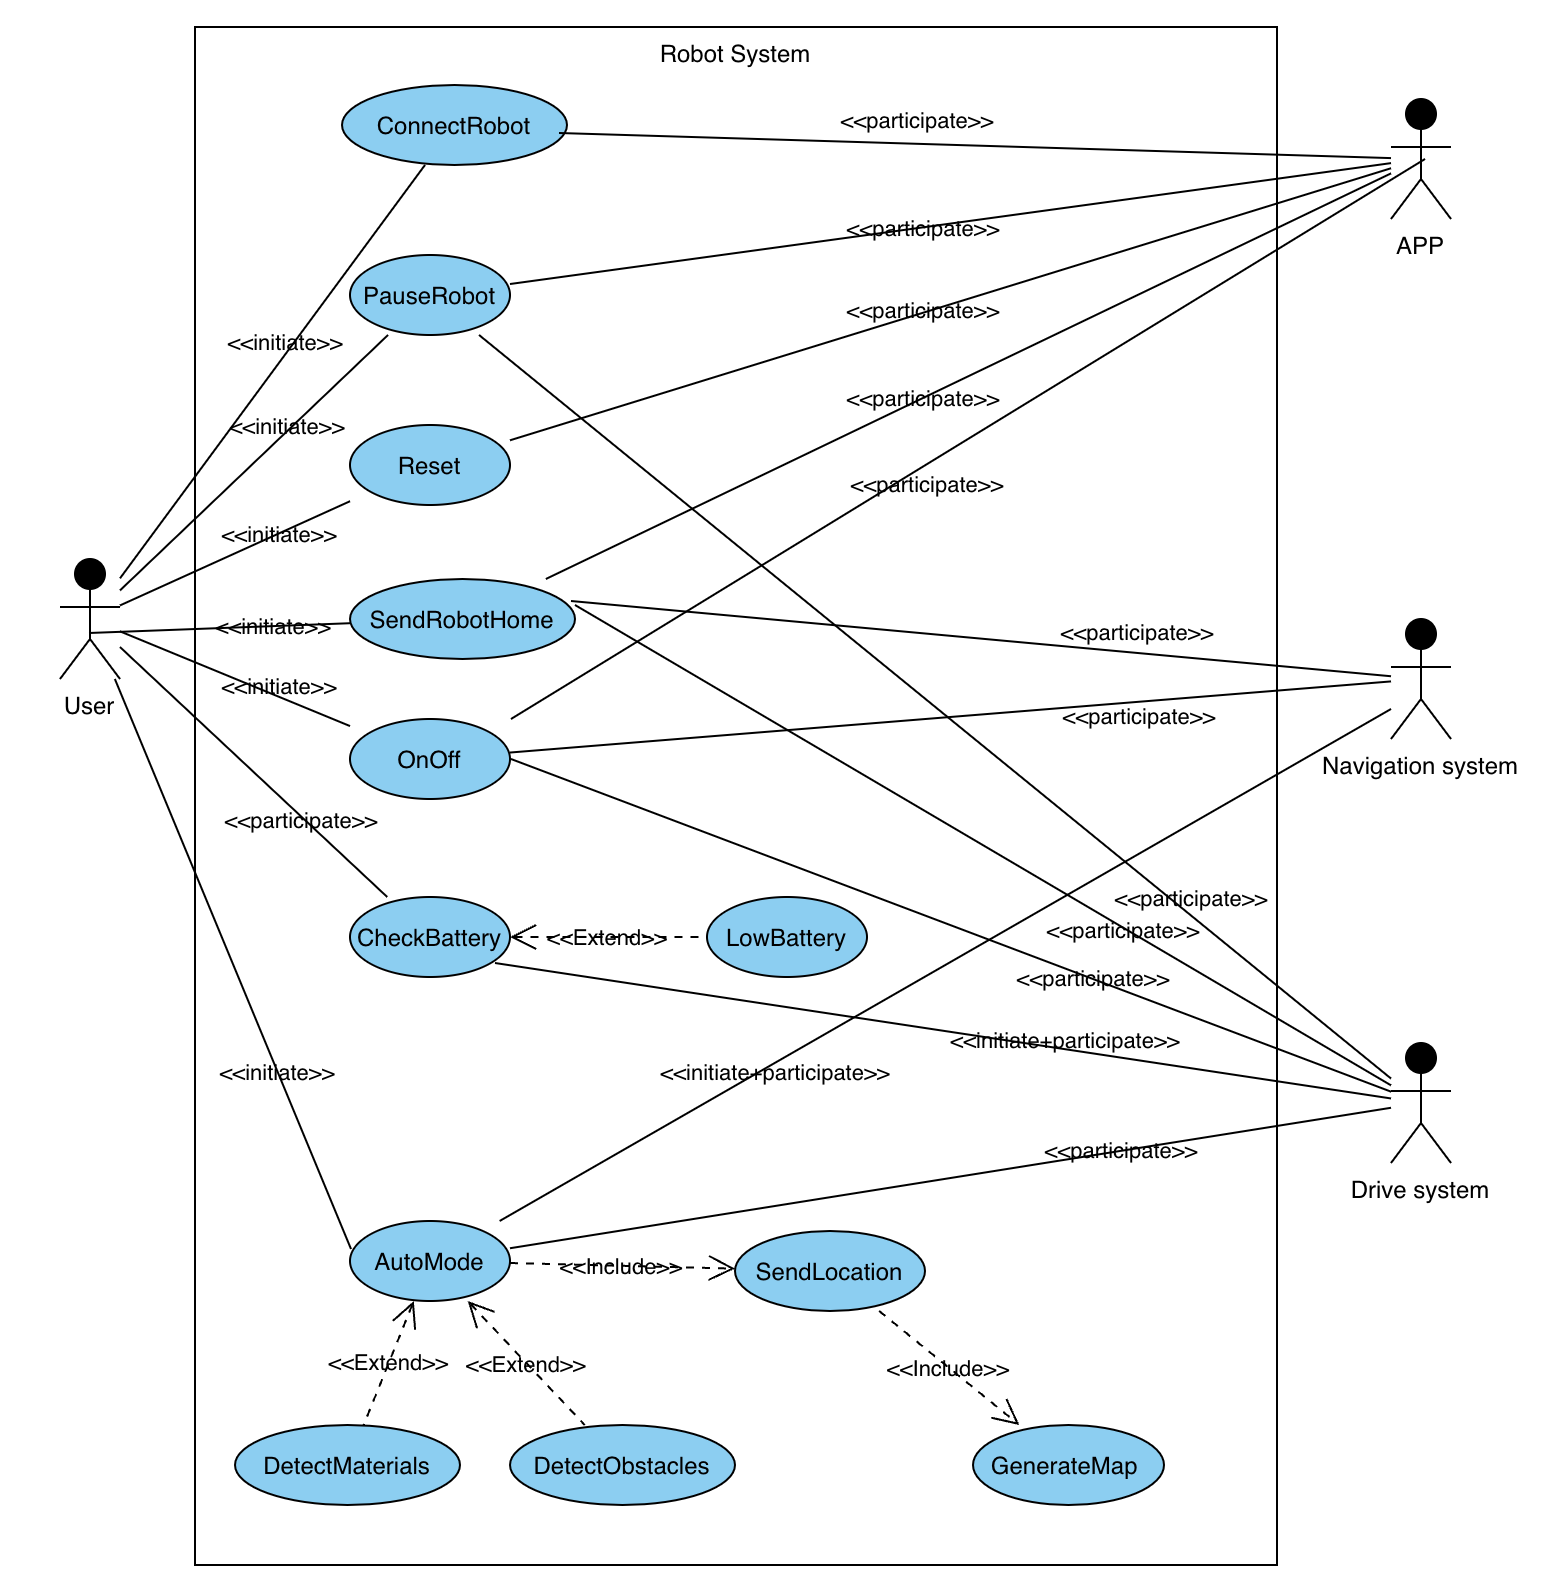 Robot System
ConnectRobot
<<participate>>
APP
PauseRobot
<<participate>>
<<participate>>
<<initiate>>
<<initiate>>
<<participate>>
Reset
<<participate>>
<<initiate>>
SendRobotHome
<<initiate>>
<<participate>>
User
<<initiate>>
<<participate>>
OnOff
Navigation system
<<participate>>
<<participate>>
CheckBattery
<<Extend>>
LowBattery
<<participate>>
<<participate>>
<<initiate+participate>>
<<initiate>>
<<initiate+participate>>
<<participate>>
Drive system
AutoMode
<<Include>>
SendLocation
<<Extend>>
<<Extend>>
<<Include>>
DetectMaterials
DetectObstacles
GenerateMap